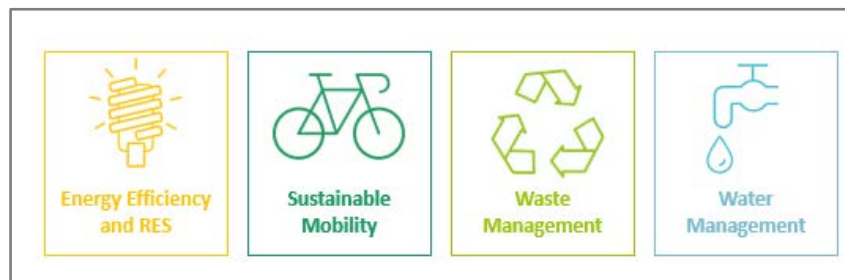 Energy Efficiency
and RES
Sustainable
Mobility
Waste
Management
Water
Management